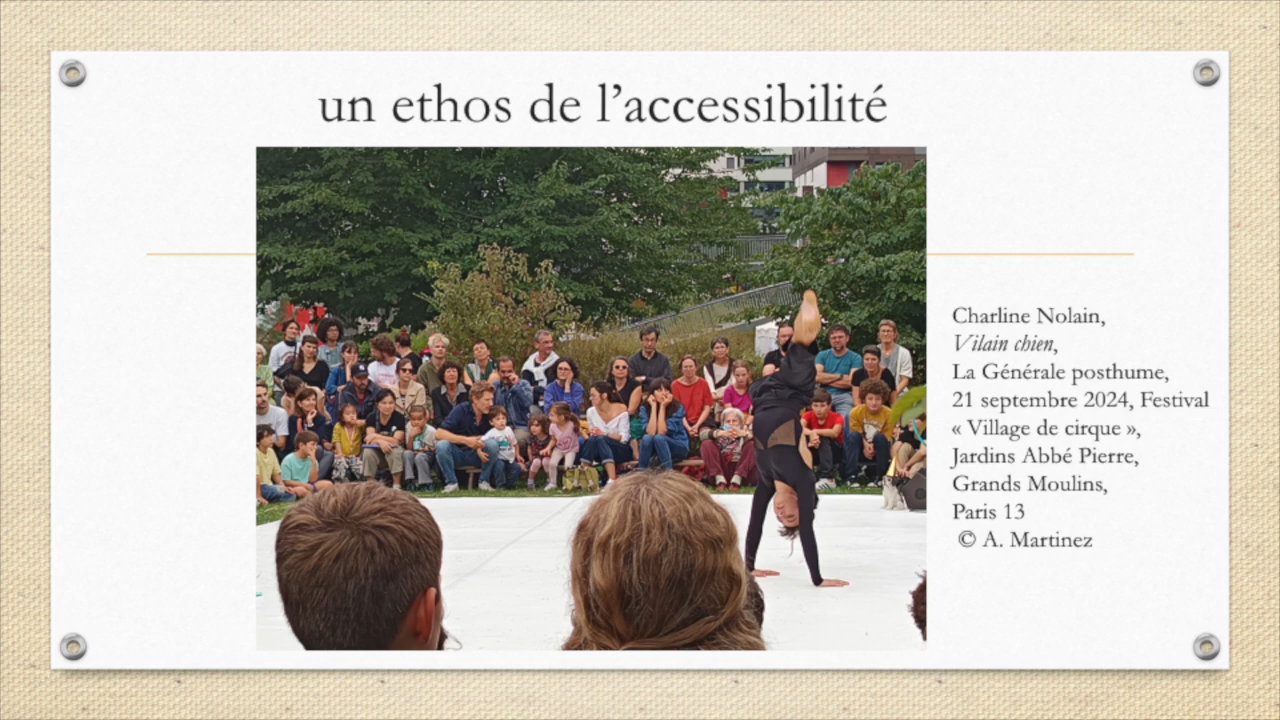 un ethos de l’accessibilité
Charline Nolain,
Vilain chien,
La Générale posthume,
21 septembre 2024, Festival
« Village de cirque »,
Jardins Abbé Pierre,
Grands Moulins,
Paris 13
© A. Martinez